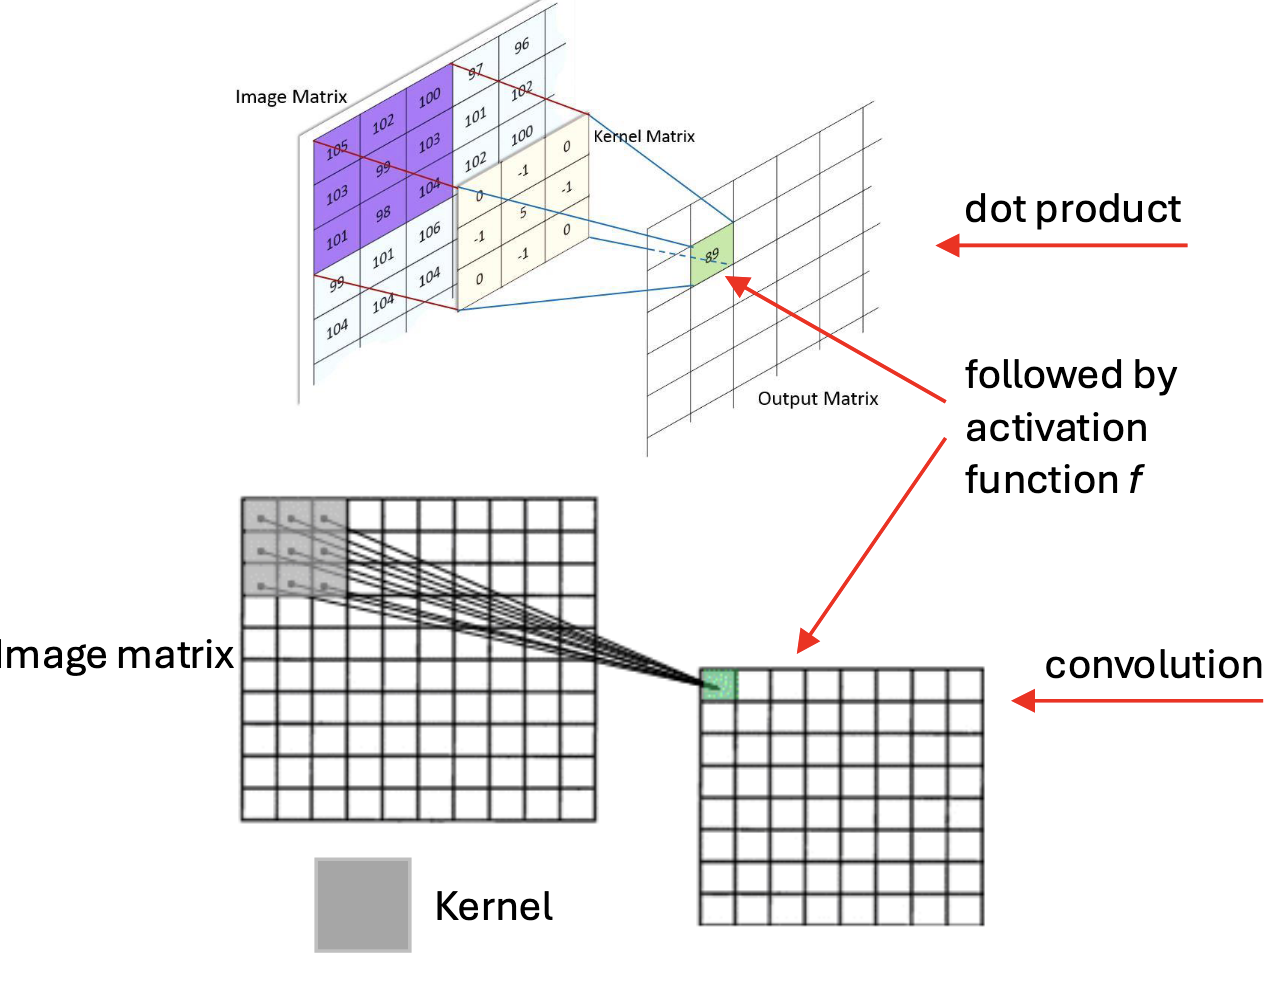 Image Matrix
105 102 100 97 96
103 99 103 101 102
101 98 104 102 100
99 101 106
104 104 104
Kernel Matrix
0 -1 0
-1 5 -1
0 -1 0
89
Output Matrix
dot product
followed by
activation
function f
Image matrix
convolution
Kernel